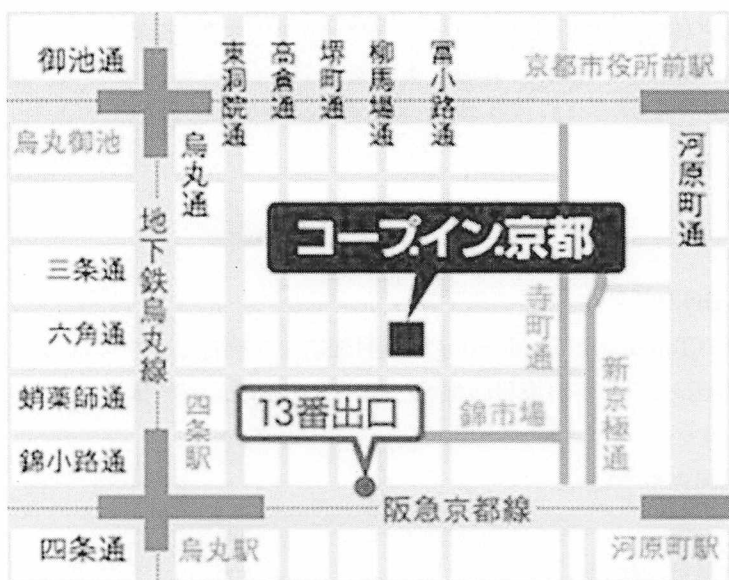 御池通
東洞院通
高倉通
堺町通
柳馬場通
富小路通
京都市役所前駅
烏丸御池
烏丸通
河原町通
地下鉄烏丸線
コープ.イン.京都
三条通
六角通
寺町通
蛸薬師通
四条駅
13番出口
錦市場
新京極通
錦小路通
阪急京都線
四条通
烏丸駅
河原町駅